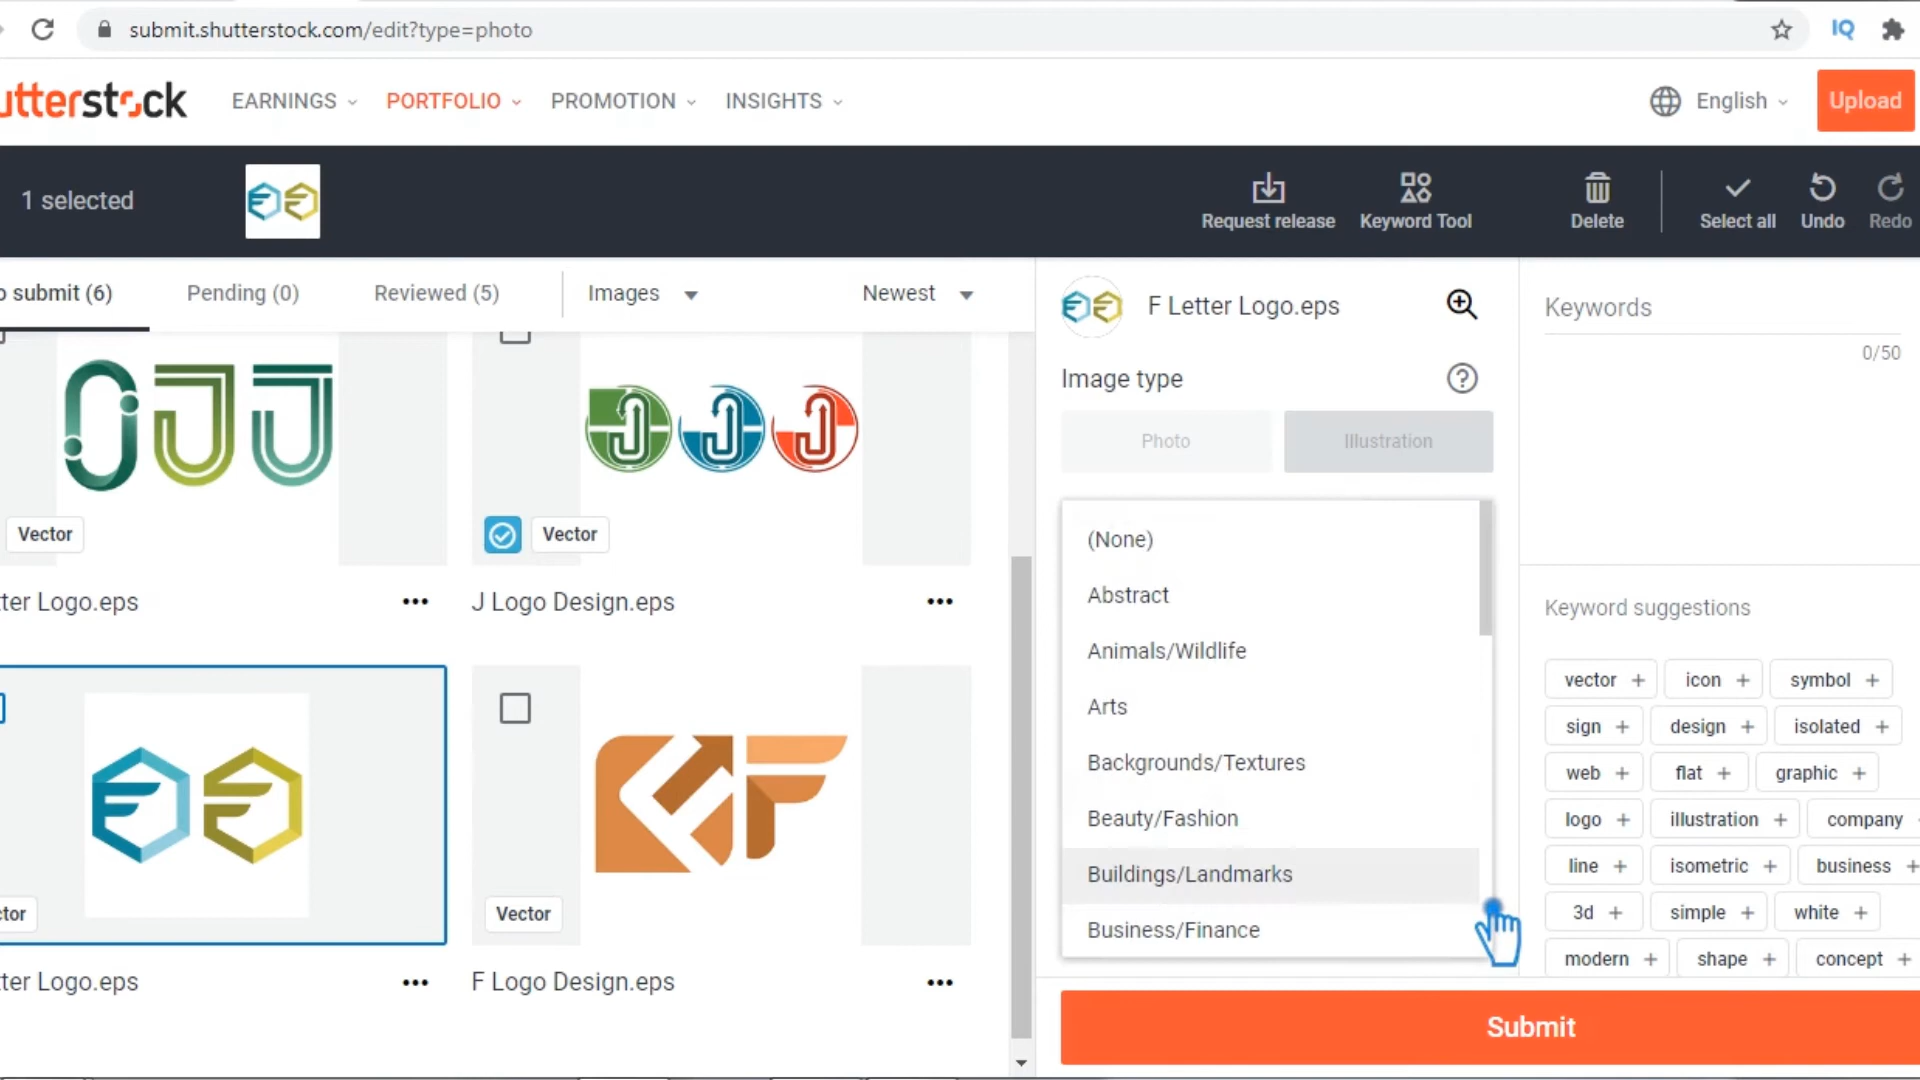 submit.shutterstock.com/edit?type=photo
IQ
utterstock
EARNINGS
PORTFOLIO
PROMOTION
INSIGHTS
English
Upload
1 selected
Request release
Keyword Tool
Delete
Select all
Undo
Redo
o submit (6)
Pending (0)
Reviewed (5)
Images
Newest
F Letter Logo.eps
Keywords
0/50
Image type
Photo
Illustration
Vector
Vector
tter Logo.eps
J Logo Design.eps
(None)
Abstract
Animals/Wildlife
Arts
Backgrounds/Textures
Beauty/Fashion
Buildings/Landmarks
Business/Finance
Keyword suggestions
vector + icon + symbol +
sign + design + isolated +
web + flat + graphic +
logo + illustration + company
line + isometric + business +
3d + simple + white +
modern + shape + concept +
ctor
Vector
tter Logo.eps
F Logo Design.eps
Submit